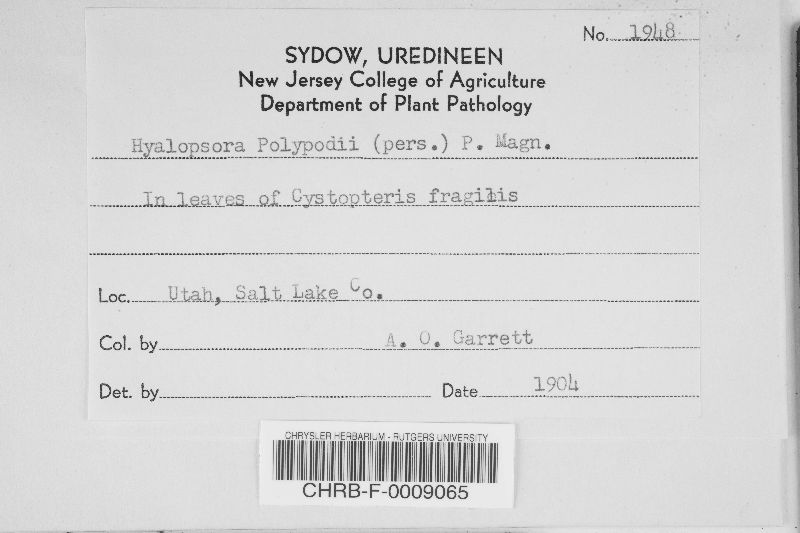 No. 1948
SYDOW, UREDINEEN
New Jersey College of Agriculture
Department of Plant Pathology
Hyalopsora Polypodii (pers.) P. Magn.
In leaves of Cystopteris fragilis
Loc. Utah, Salt Lake Co.
Col. by A. O. Garrett
Det. by Date 1904
CHRYSLER HERBARIUM - RUTGERS UNIVERSITY
CHRB-F-0009065